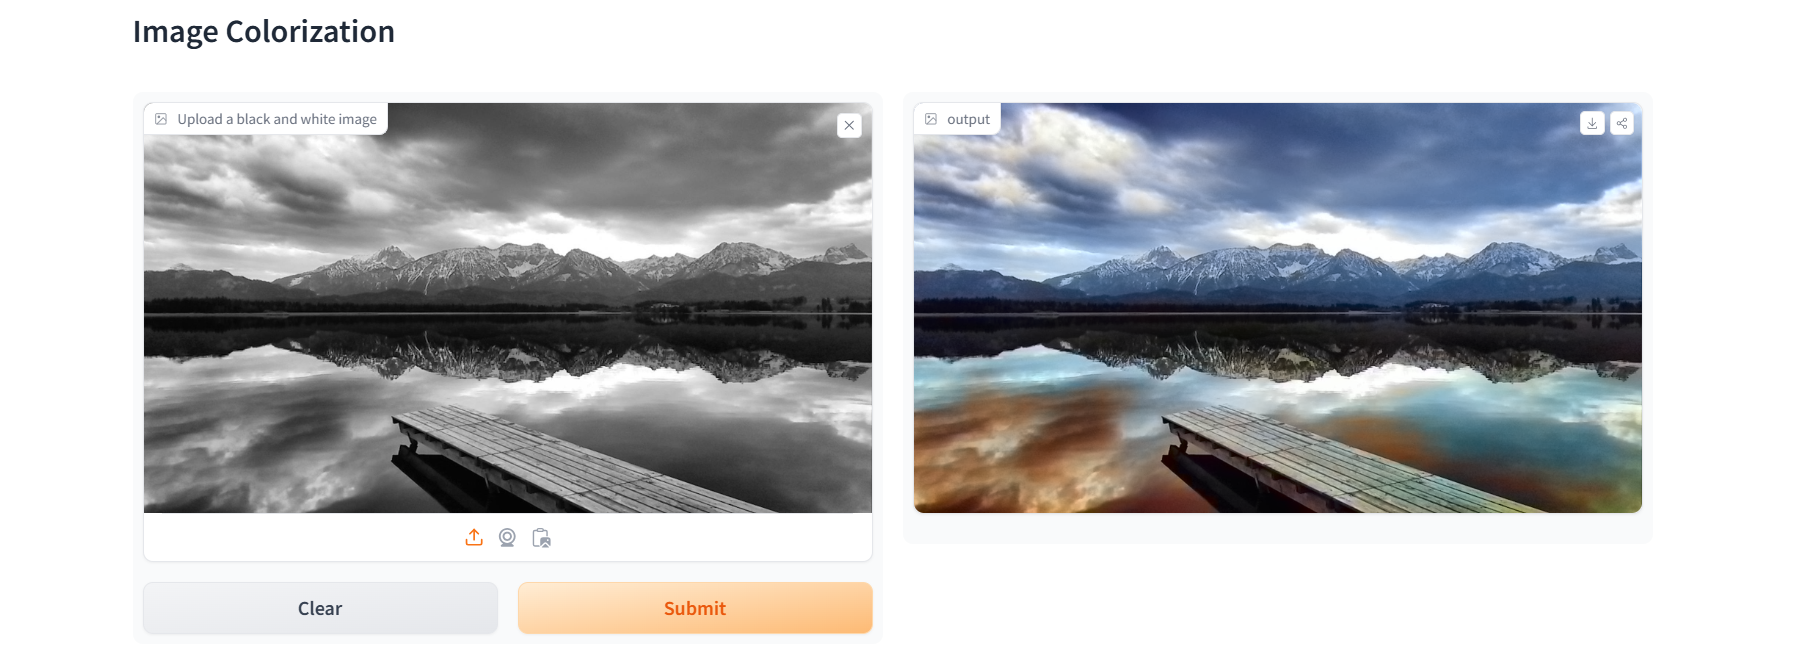 Image Colorization
Upload a black and white image
output
Clear
Submit